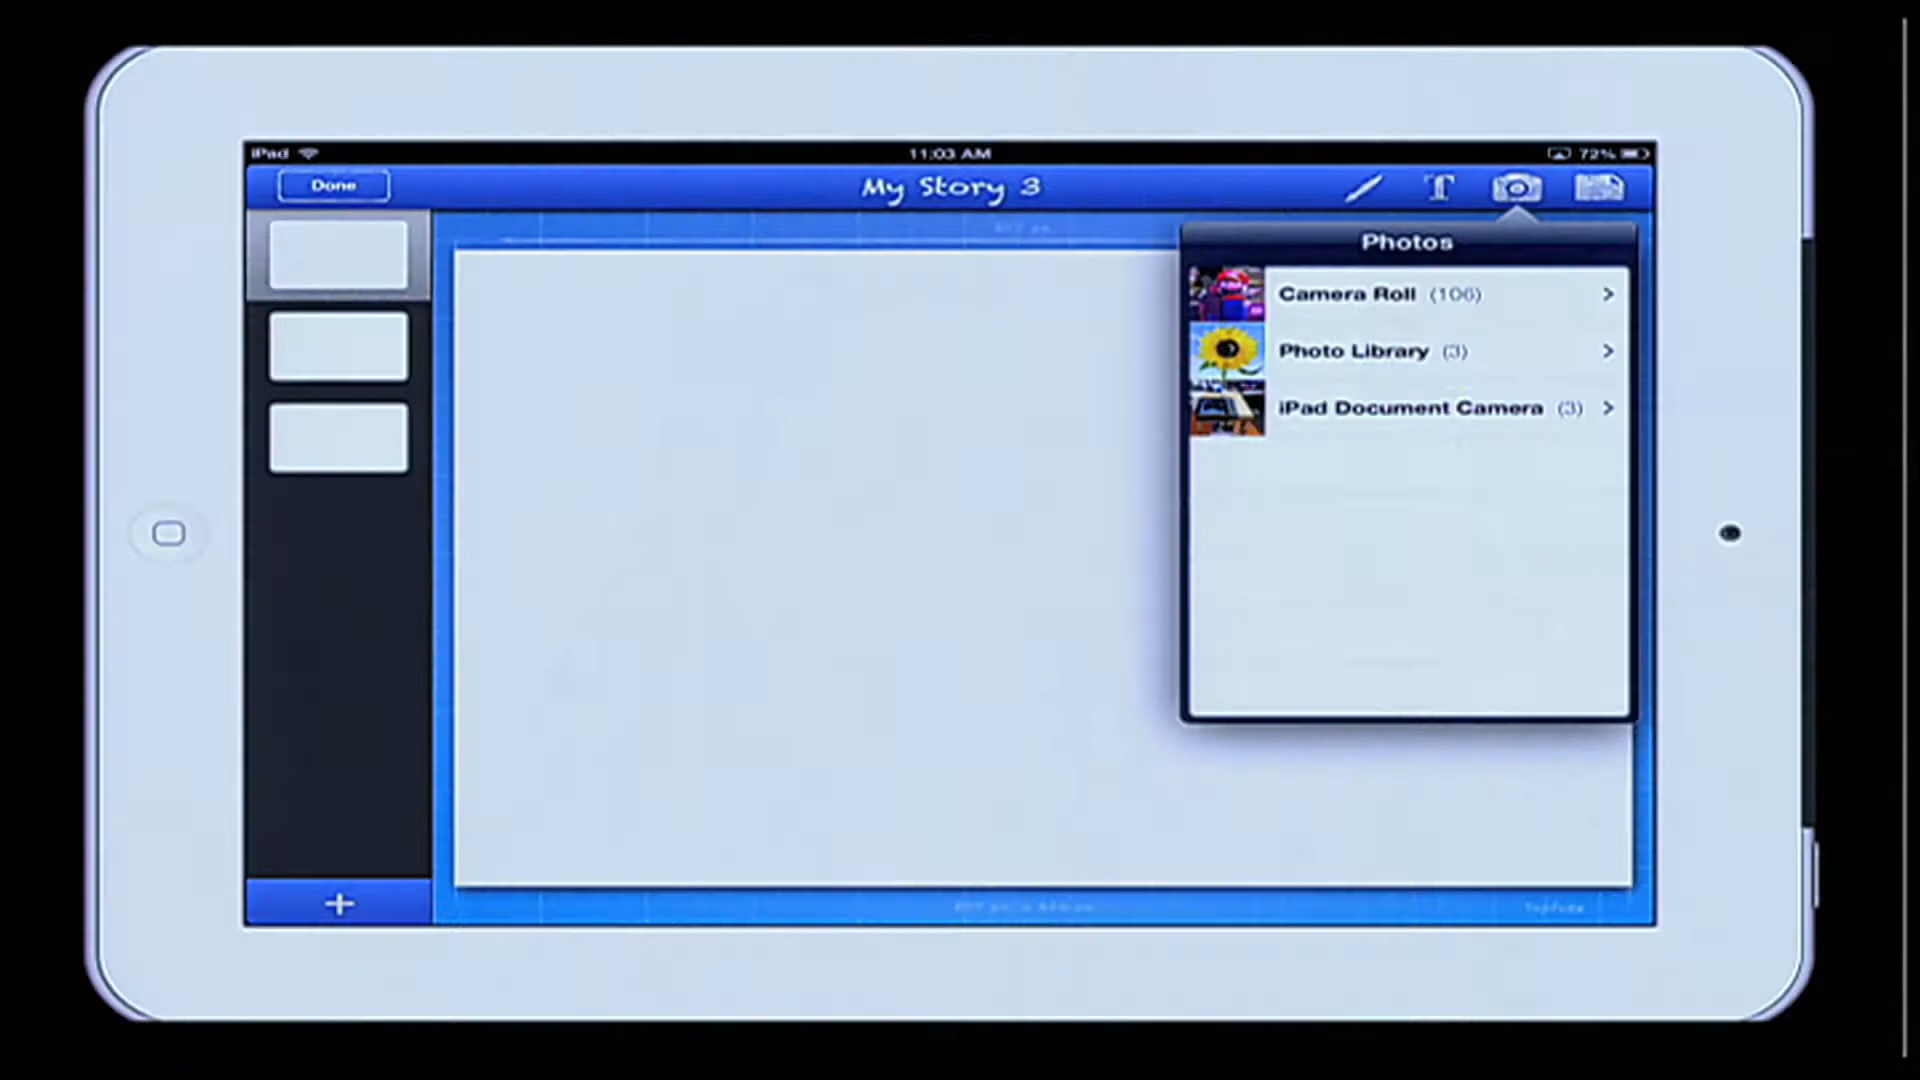 iPad
11:03 AM
72%
Done
My Story 3
T
Photos
Camera Roll (106)
Photo Library (3)
iPad Document Camera (3)
+